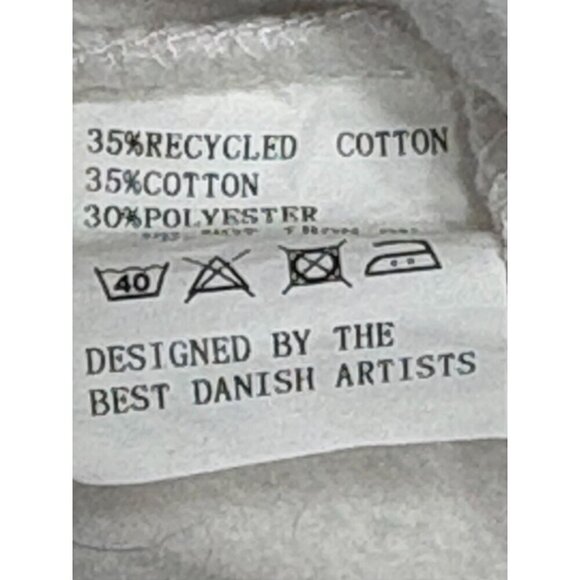 35%RECYCLED COTTON
35%COTTON
30%POLYESTER
40
DESIGNED BY THE
BEST DANISH ARTISTS